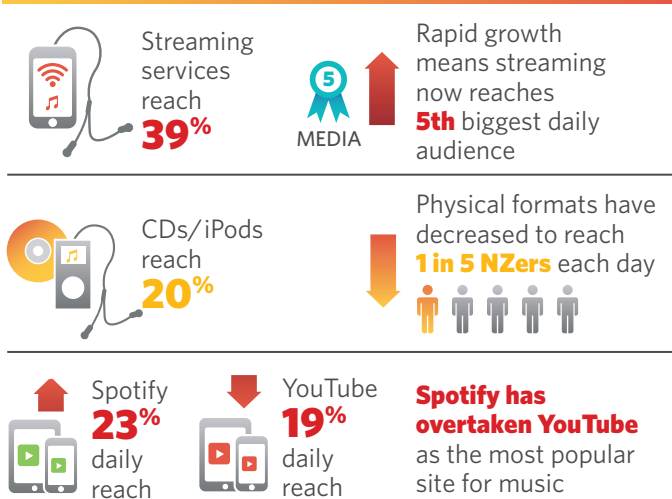 Streaming
services
reach
39%
5
MEDIA
Rapid growth
means streaming
now reaches
5th biggest daily
audience
CDs/iPods
reach
20%
Physical formats have
decreased to reach
1 in 5 NZers each day
Spotify
23%
daily
reach
YouTube
19%
daily
reach
Spotify has
overtaken YouTube
as the most popular
site for music